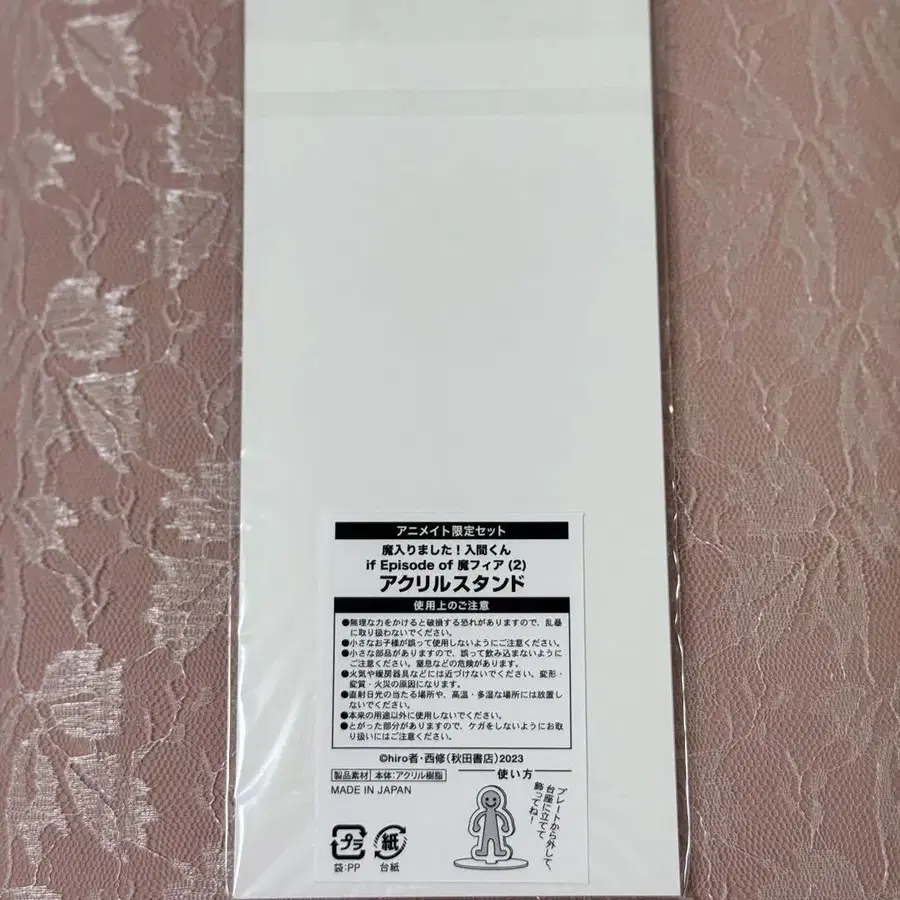 アニメイト限定セット
魔入りました！入間くん
if Episode of 魔フィア (2)
アクリルスタンド
使用上のご注意
●無理な力をかけると破損する恐れがありますので、乱暴
に取り扱わないでください。
●小さなお子様が誤って使用しないようにご注意ください。
●小さな部品がありますので、誤って飲み込まないように
ご注意ください。窒息などの危険があります。
●火気や暖房器具などには近づけないでください。変形・
変質・火災の原因になります。
●直射日光の当たる場所や、高温・多湿な場所には放置し
ないでください。
●本来の用途以外に使用しないでください。
●とがった部分がありますので、ケガをしないようにお取
り扱いにはご注意ください。
©hiro者・西修(秋田書店)2023
製品素材 本体:アクリル樹脂
MADE IN JAPAN
使い方
プレートから外して、
台座に立てて
飾ってね！
プラ
袋:PP
紙
台紙